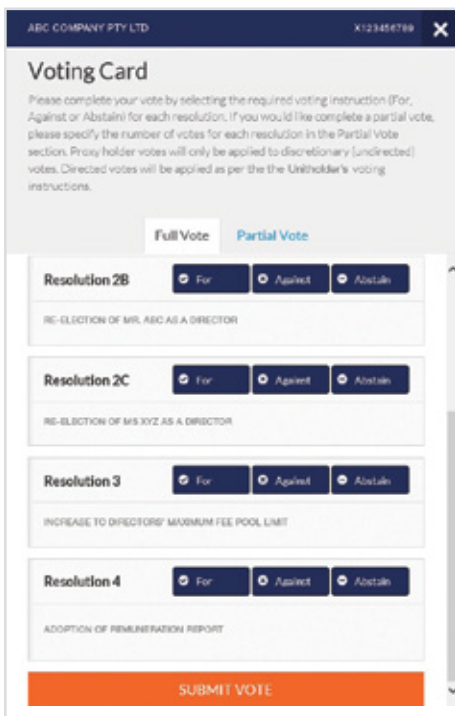 ABC COMPANY PTY LTD X123456789
Voting Card
Please complete your vote by selecting the required voting instruction (For,
Against or Abstain) for each resolution. If you would like complete a partial vote,
please specify the number of votes for each resolution in the Partial Vote
section. Proxy holder votes will only be applied to discretionary (undirected)
votes. Directed votes will be applied as per the the Unitholder's voting
instructions.
Full Vote Partial Vote
Resolution 2B For Against Abstain
RE-ELECTION OF MR. ABC AS A DIRECTOR
Resolution 2C For Against Abstain
RE-ELECTION OF MS XYZ AS A DIRECTOR
Resolution 3 For Against Abstain
INCREASE TO DIRECTORS' MAXIMUM FEE POOL LIMIT
Resolution 4 For Against Abstain
ADOPTION OF REMUNERATION REPORT
SUBMIT VOTE